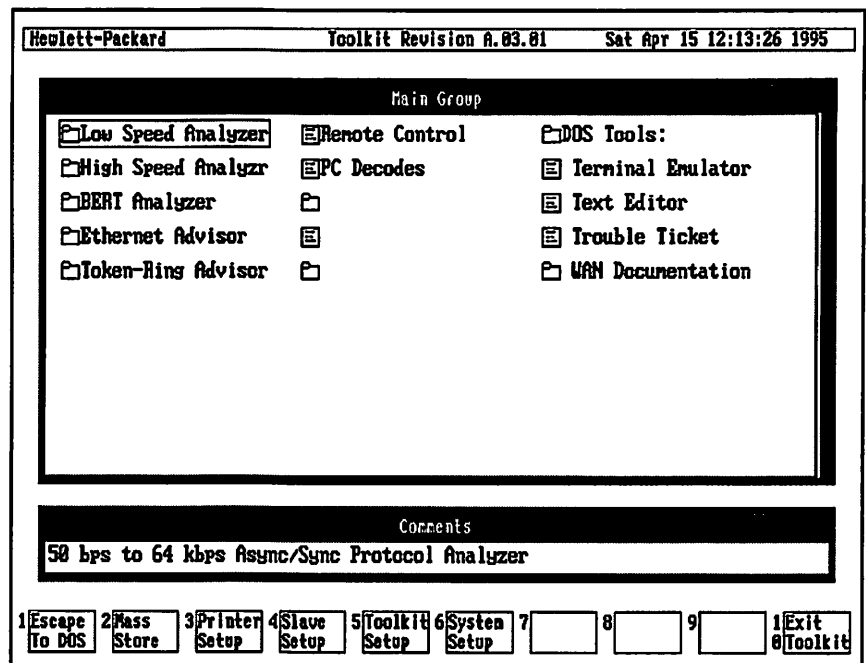 Hewlett-Packard Toolkit Revision A.03.01 Sat Apr 15 12:13:26 1995
Main Group
Low Speed Analyzer Remote Control DOS Tools:
High Speed Analyzr PC Decodes Terminal Emulator
BERT Analyzer Text Editor
Ethernet Advisor Trouble Ticket
Token-Ring Advisor WAN Documentation
Comments
50 bps to 64 kbps Async/Sync Protocol Analyzer
1 Escape 2 Mass 3 Printer 4 Slave 5 Toolkit 6 System 7 8 9 1 Exit
To DOS Store Setup Setup Setup Setup 0 Toolkit